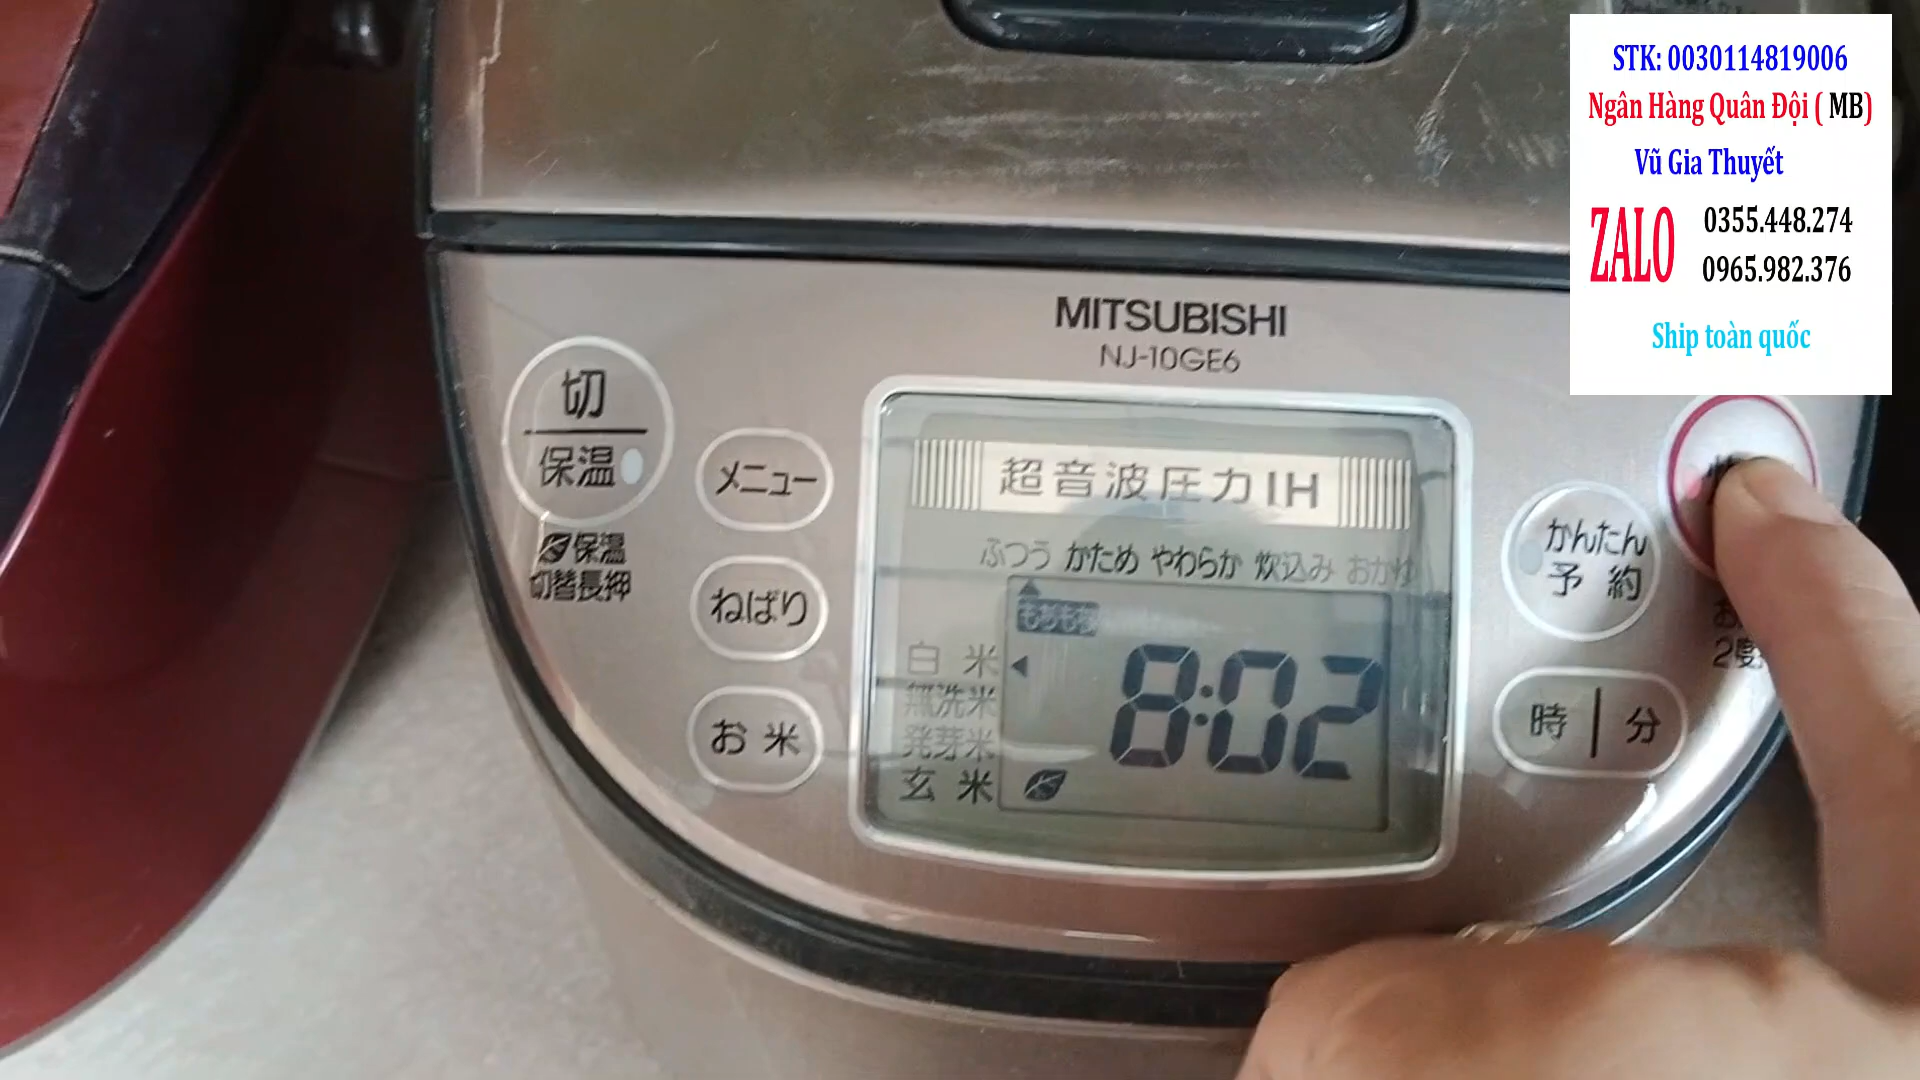 STK: 0030114819006
Ngân Hàng Quân Đội ( MB)
Vũ Gia Thuyết
ZALO
0355.448.274
0965.982.376
Ship toàn quốc
MITSUBISHI
NJ-10GE6
切
保温
保温
切替長押
メニュー
ねばり
お米
超音波圧力IH
ふつう かため やわらか 炊込み おかゆ
白米
無洗米
発芽米
玄米
8:02
かんたん
予約
時 | 分